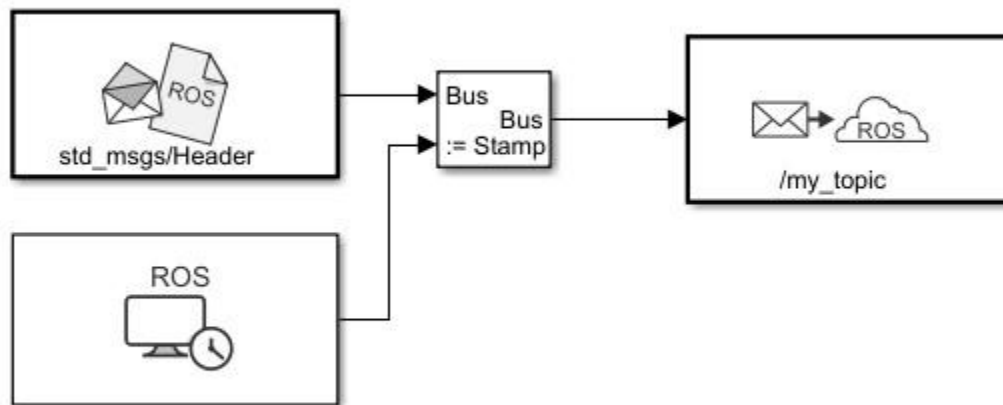 ROS
std_msgs/Header
Bus
Bus
:= Stamp
ROS
/my_topic
ROS